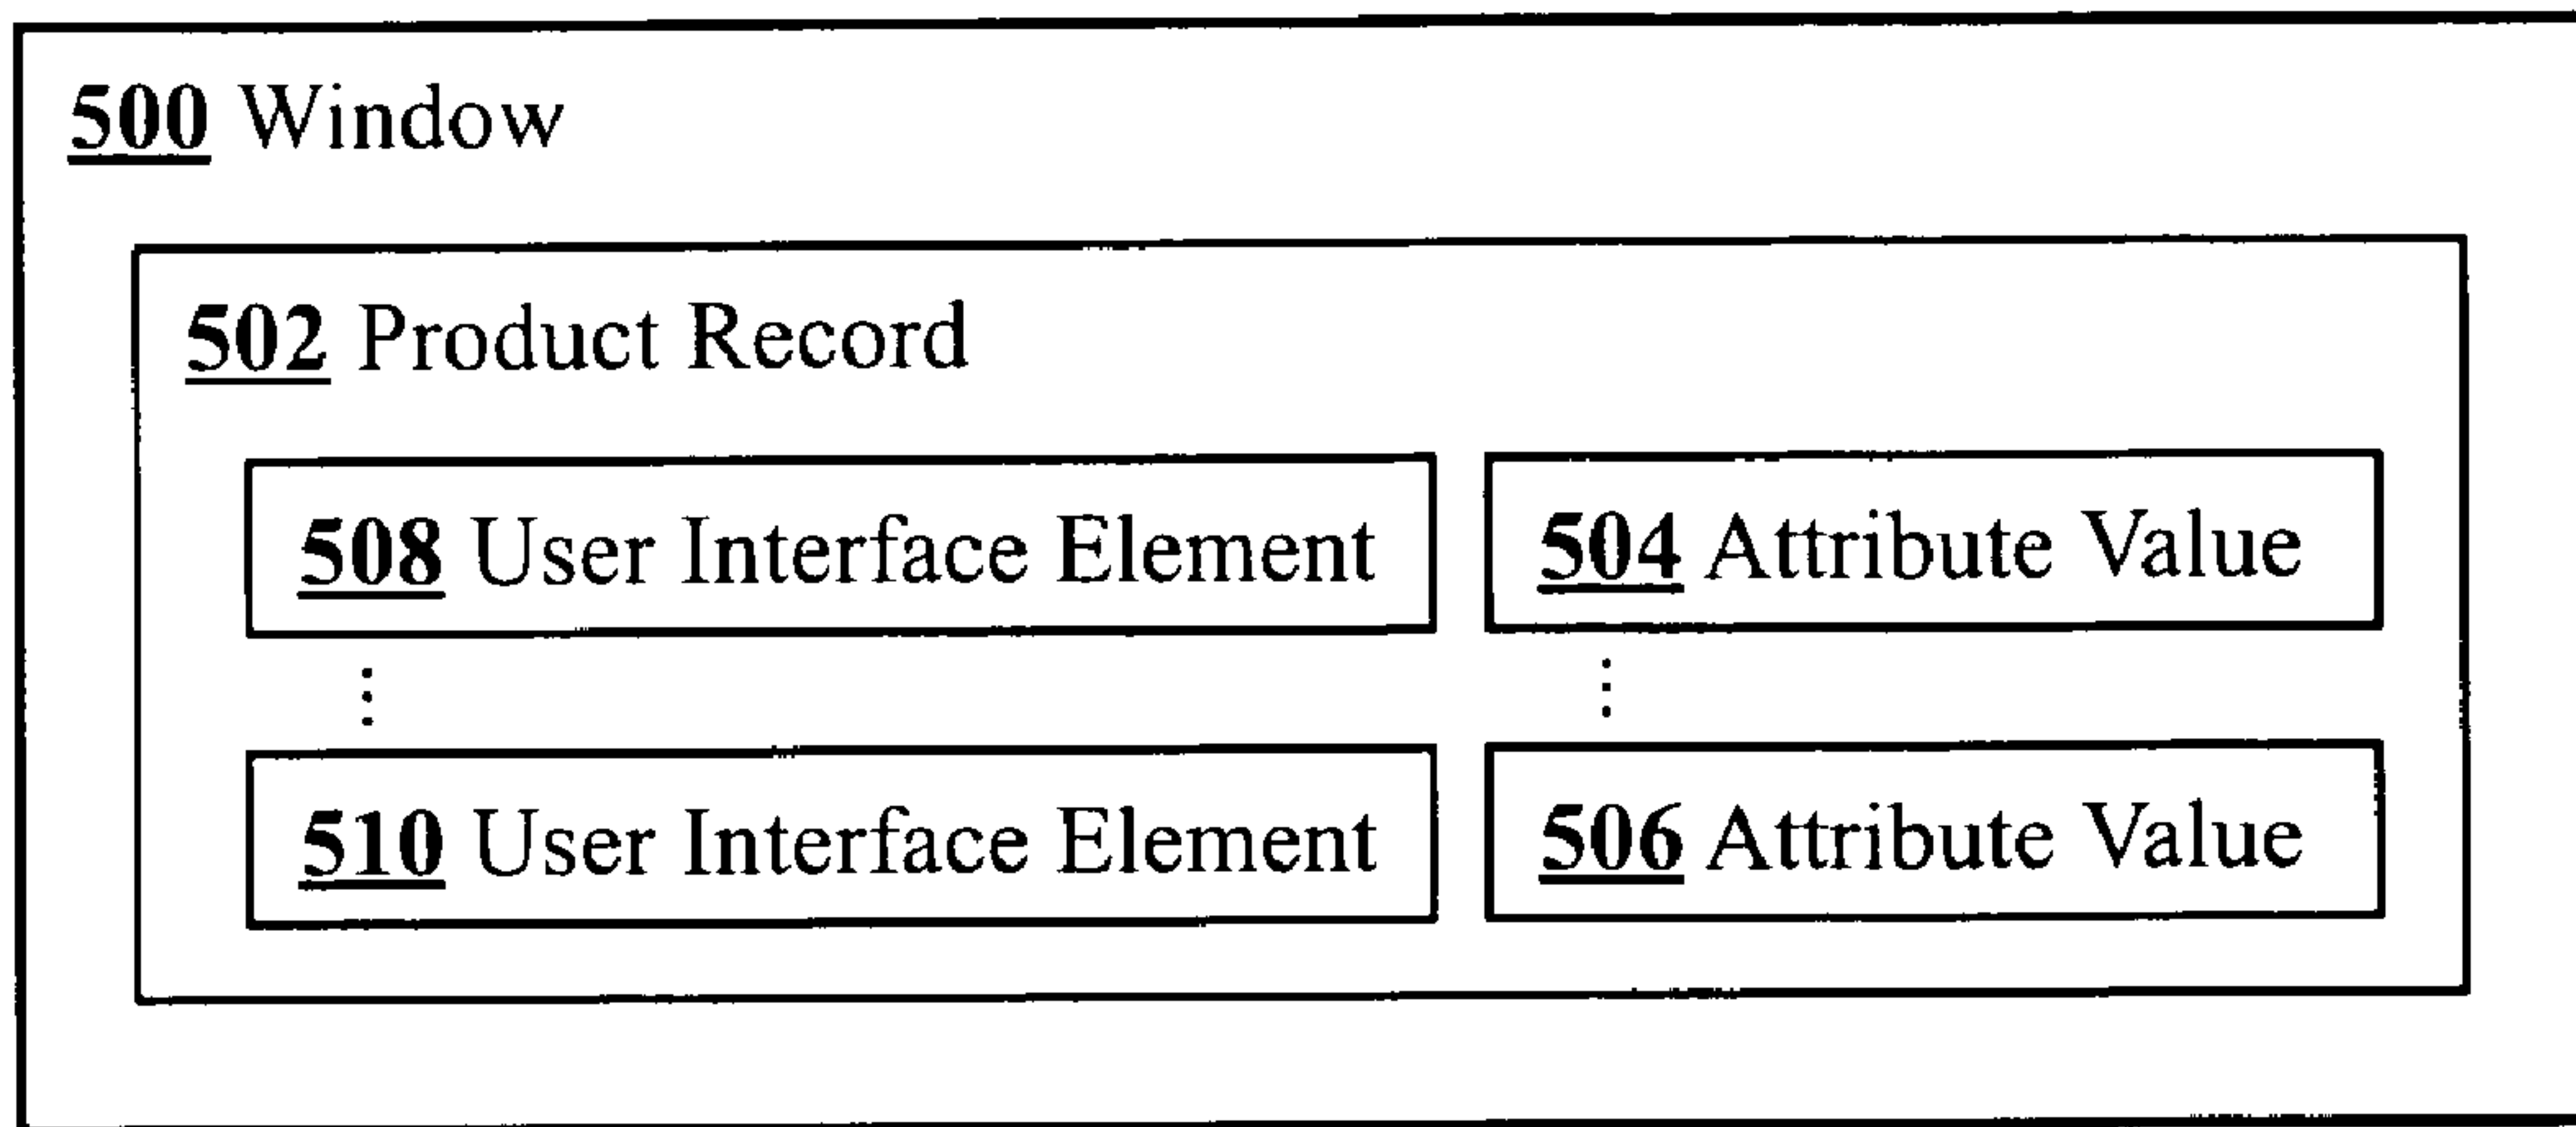 500 Window
502 Product Record
508 User Interface Element
504 Attribute Value
510 User Interface Element
506 Attribute Value